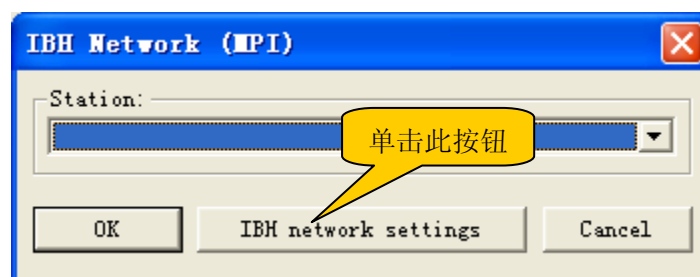 IBH Network (MPI)
Station:
单击此按钮
OK
IBH network settings
Cancel